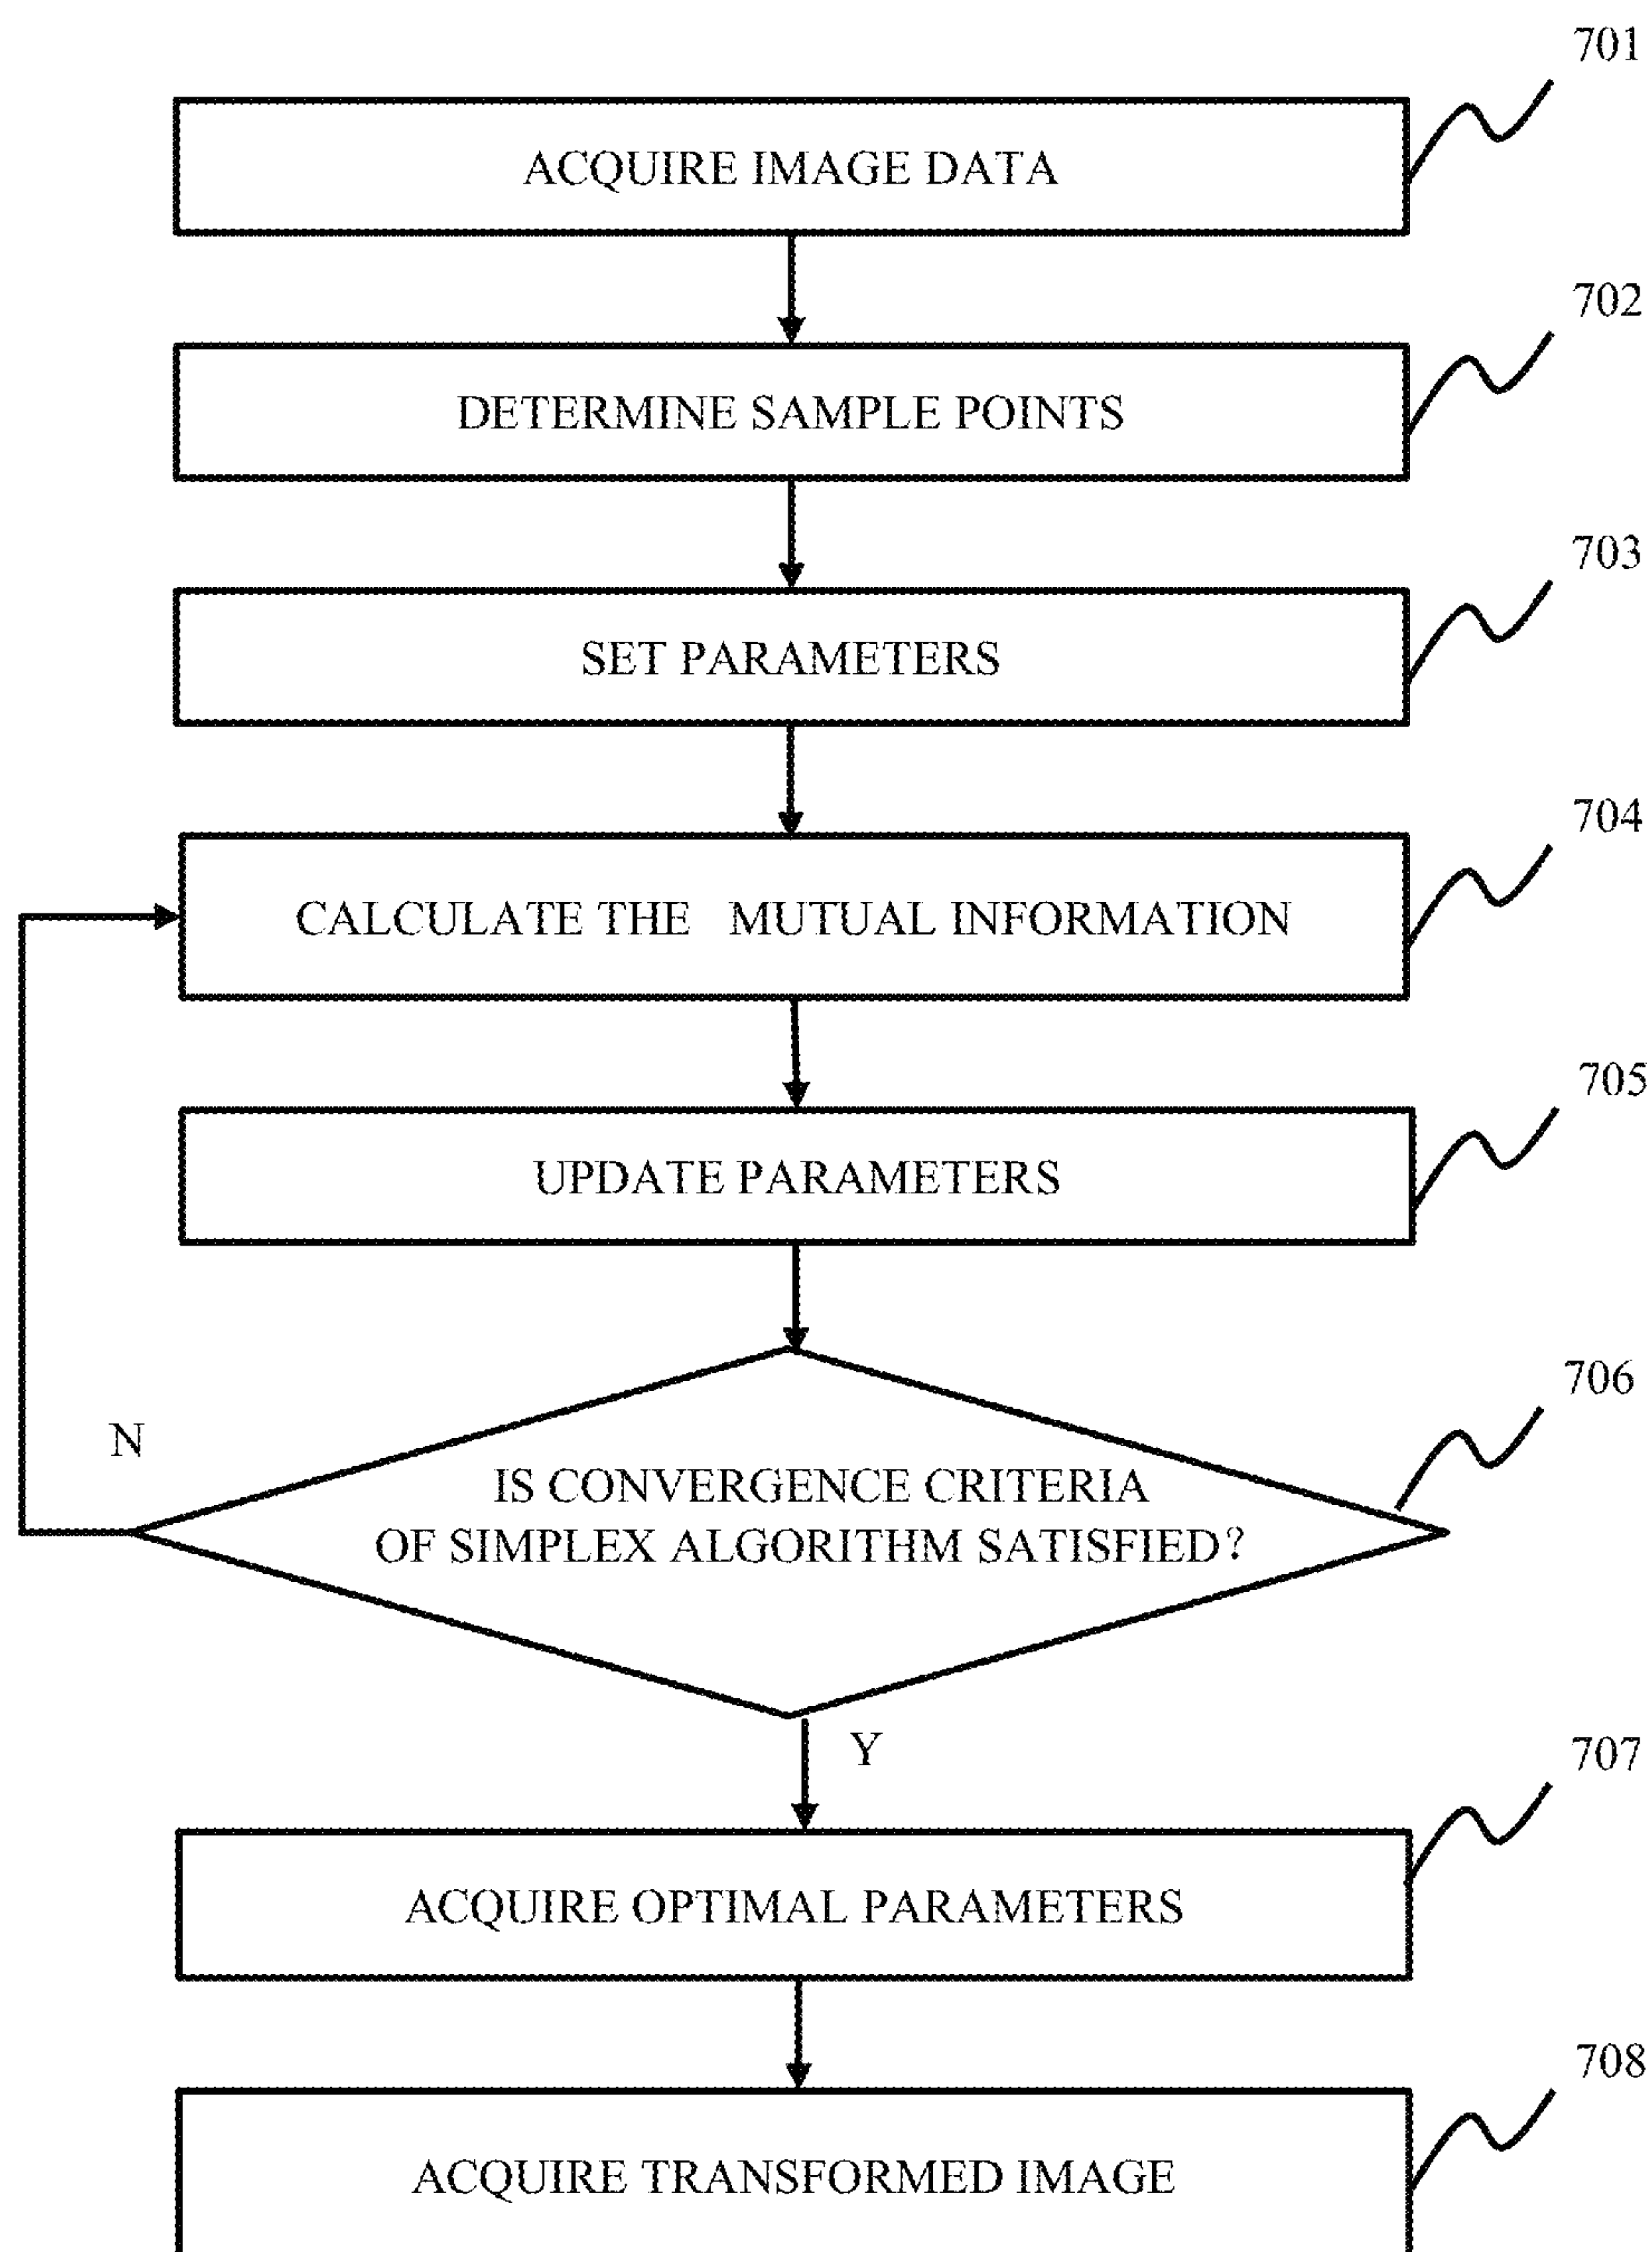 701
ACQUIRE IMAGE DATA
702
DETERMINE SAMPLE POINTS
703
SET PARAMETERS
704
CALCULATE THE MUTUAL INFORMATION
705
UPDATE PARAMETERS
706
N
IS CONVERGENCE CRITERIA
OF SIMPLEX ALGORITHM SATISFIED?
Y
707
ACQUIRE OPTIMAL PARAMETERS
708
ACQUIRE TRANSFORMED IMAGE